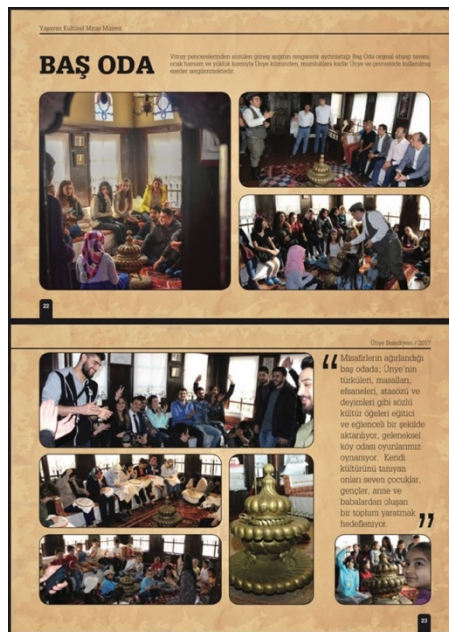 Yaşayan Kültürel Miras Müzesi
BAŞ ODA
Vitray pencerelerinden süzülen güneş ışığının rengarenk aydınlattığı Baş Oda orjinal ahşap tavanı,
ocak hamam ve yüklük kısmıyla Ünye kiliminden, mumluklara kadar Ünye ve çevresinde kullanılmış
eserler sergilenmektedir.
22
Ünye Belediyesi / 2017
“ Misafirlerin ağırlandığı
baş odada; Ünye'nin
türküleri, masalları,
efsaneleri, atasözü ve
deyimleri gibi sözlü
kültür öğeleri eğitici
ve eğlenceli bir şekilde
aktarılıyor, geleneksel
köy odası oyunlarımız
oynanıyor. Kendi
kültürünü tanıyan
onları seven çocuklar,
gençler, anne ve
babalardan oluşan
bir toplum yaratmak
hedefleniyor. ”
23